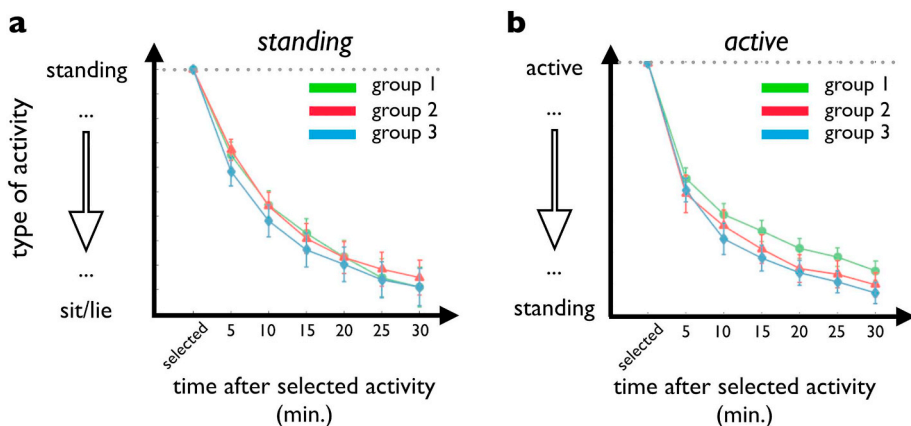 a
standing
standing
group 1
group 2
group 3
...
type of activity
...
sit/lie
selected 5 10 15 20 25 30
time after selected activity
(min.)
b
active
active
group 1
group 2
group 3
...
...
standing
selected 5 10 15 20 25 30
time after selected activity
(min.)